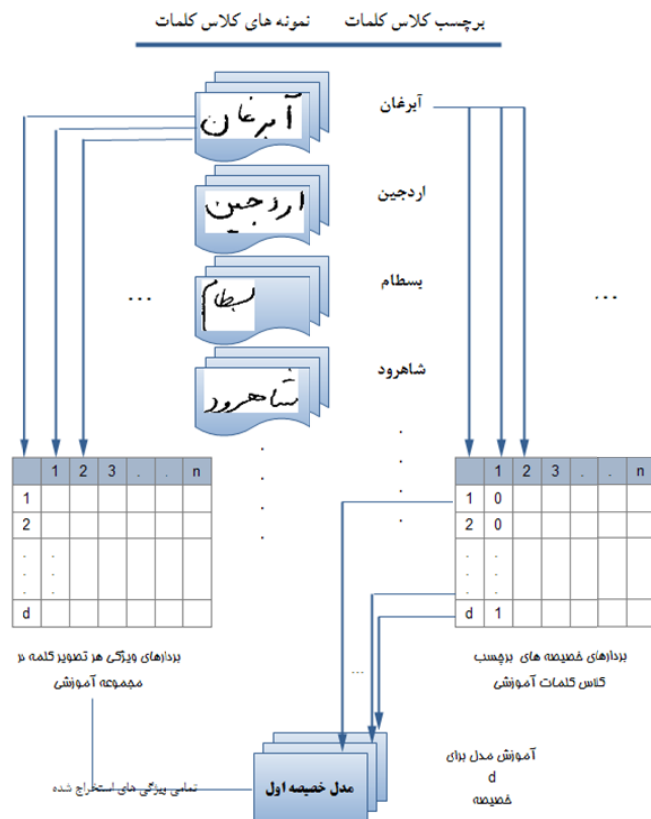 برچسب کلاس کلمات
نمونه های کلاس کلمات
آبرغان
آبرغان
اردجین
اردجین
بسطام
بسطام
شاهرود
شاهرود
...
...
1 2 3 . . n
1
2
.
.
d
1 2 3 . . n
1 0
2 0
. .
. .
d 1
بردارهای ویژگی هر تصویر کلمه در
مجموعه آموزشی
بردارهای خصیصه های برچسب
کلاس کلمات آموزشی
...
تمامی ویژگی های استخراج شده
مدل خصیصه اول
آموزش مدل برای
d
خصیصه